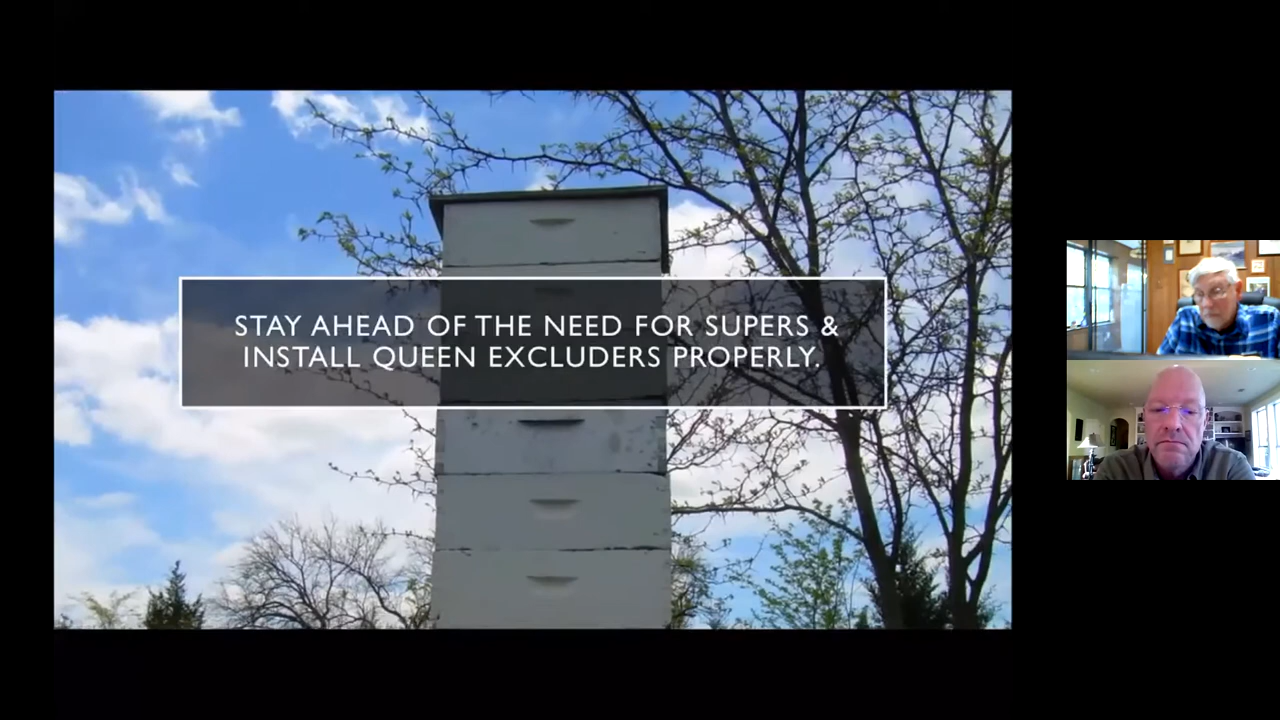 STAY AHEAD OF THE NEED FOR SUPERS &
INSTALL QUEEN EXCLUDERS PROPERLY.